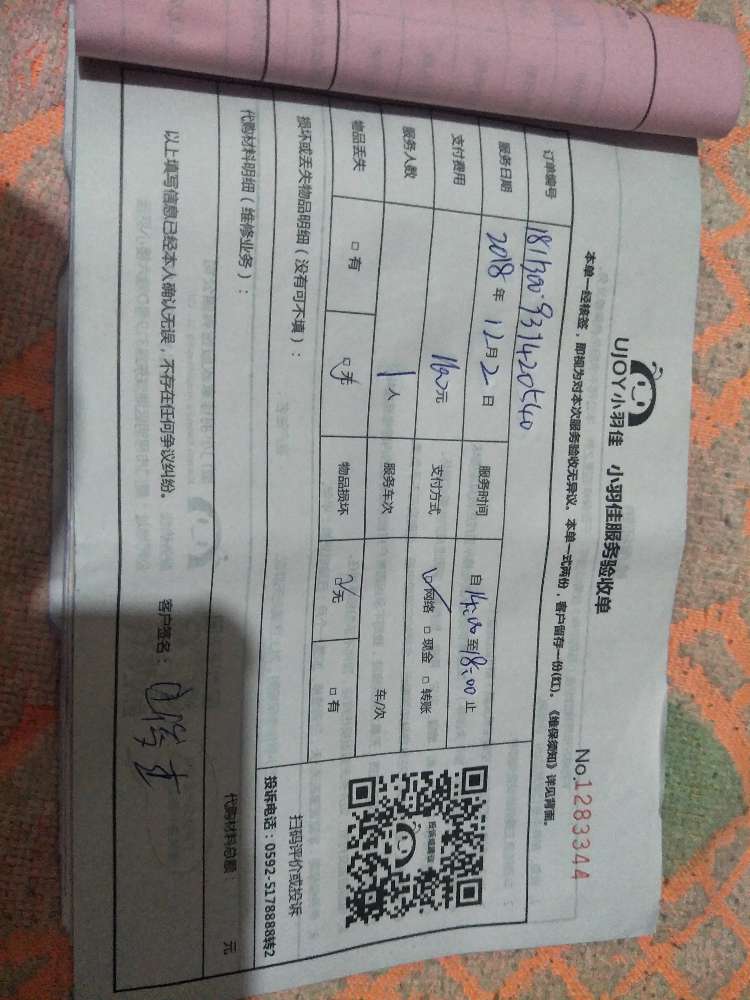 UJOY小羽佳 小羽佳服务验收单
No.1283344
本单一经核签，即视为对本次服务验收无异议。本单一式两份，客户留存一份(红)。《维保须知》详见背面。
订单编号
服务日期 2018年12月2日 服务时间 自14:00至18:00止
支付费用 160元 支付方式 网络 □现金 □转账
服务人数 1人 服务车次 车/次
物品丢失 □有 □无 物品损坏 □无 □有
损坏或丢失物品明细（没有可不填）：
代购材料明细（维修业务）：
代购材料总额： 元
以上填写信息已经本人确认无误，不存在任何争议纠纷。 客户签名：
扫码评价或投诉
投诉电话：0592-5178888转2